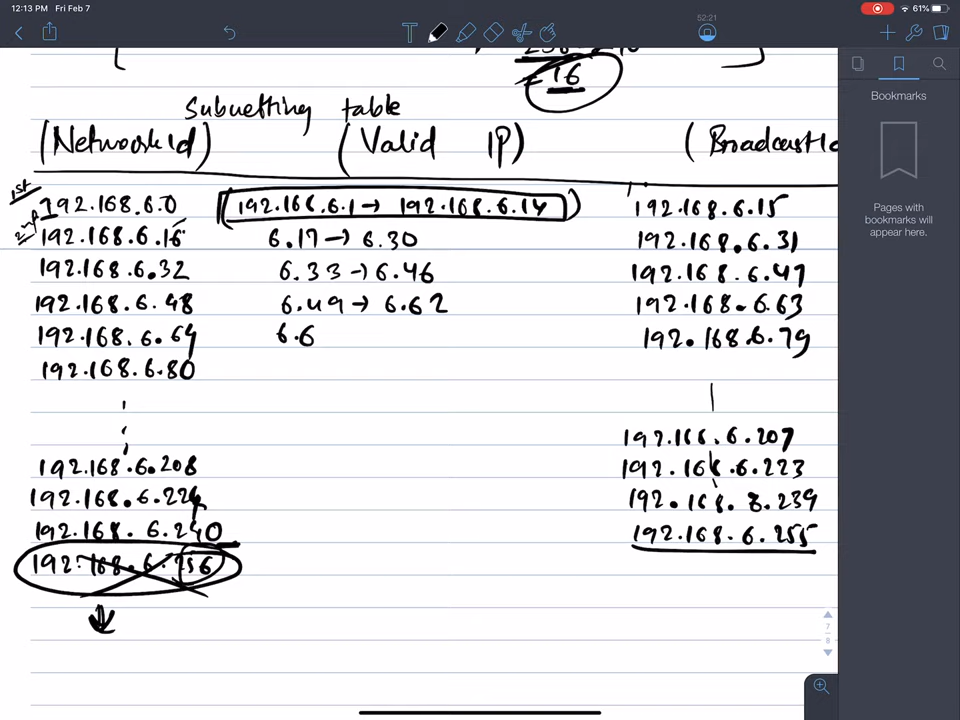 12:13 PM Fri Feb 7
61%
52:21
= 16
Bookmarks
Pages with
bookmarks will
appear here.
Subnetting table
(Network Id) (Valid IP) (Broadcast Id
1st 192.168.6.0 (192.168.6.1 → 192.168.6.14) 192.168.6.15
2nd 192.168.6.16 6.17 → 6.30 192.168.6.31
192.168.6.32 6.33 → 6.46 192.168.6.47
192.168.6.48 6.49 → 6.62 192.168.6.63
192.168.6.64 6.6 192.168.6.79
192.168.6.80
192.168.6.207
192.168.6.208 192.168.6.223
192.168.6.224 192.168.8.239
192.168.6.240 192.168.6.255
192.168.6.256
7
8